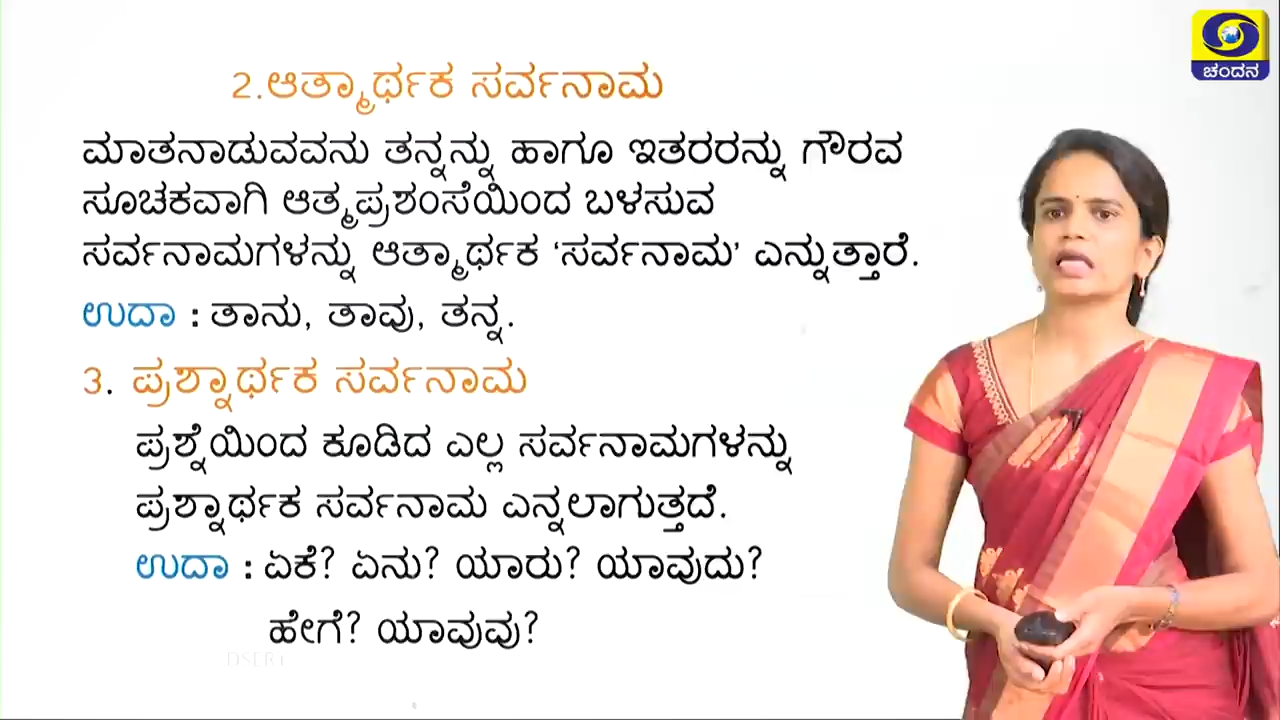 2.ಆತ್ಮಾರ್ಥಕ ಸರ್ವನಾಮ
ಮಾತನಾಡುವವನು ತನ್ನನ್ನು ಹಾಗೂ ಇತರರನ್ನು ಗೌರವ
ಸೂಚಕವಾಗಿ ಆತ್ಮಪ್ರಶಂಸೆಯಿಂದ ಬಳಸುವ
ಸರ್ವನಾಮಗಳನ್ನು ಆತ್ಮಾರ್ಥಕ ‘ಸರ್ವನಾಮ’ ಎನ್ನುತ್ತಾರೆ.
ಉದಾ : ತಾನು, ತಾವು, ತನ್ನ.
3. ಪ್ರಶ್ನಾರ್ಥಕ ಸರ್ವನಾಮ
ಪ್ರಶ್ನೆಯಿಂದ ಕೂಡಿದ ಎಲ್ಲ ಸರ್ವನಾಮಗಳನ್ನು
ಪ್ರಶ್ನಾರ್ಥಕ ಸರ್ವನಾಮ ಎನ್ನಲಾಗುತ್ತದೆ.
ಉದಾ : ಏಕೆ? ಏನು? ಯಾರು? ಯಾವುದು?
ಹೇಗೆ? ಯಾವುವು?
DSERT
ಚಂದನ